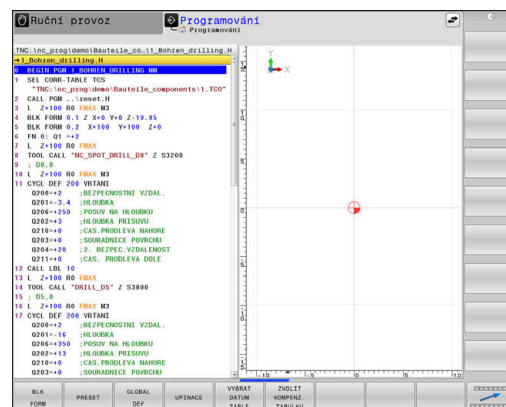 Ruční provoz
Programování
Programování
TNC:\nc_prog\demo\Bauteile_co…\1_Bohren_drilling.H
→1_Bohren_drilling.H
0 BEGIN PGM 1_BOHREN_DRILLING MM
1 SEL CORR-TABLE TCS
"TNC:\nc_prog\demo\Bauteile_components\1.TCO"
2 CALL PGM ..\reset.H
3 L Z+100 R0 FMAX M3
4 BLK FORM 0.1 Z X+0 Y+0 Z-19.95
5 BLK FORM 0.2 X+100 Y+100 Z+0
6 FN 0: Q1 =+2
7 L Z+100 R0 FMAX
8 TOOL CALL "NC_SPOT_DRILL_D8" Z S3200
9 ; D8,0
10 L Z+100 R0 FMAX M3
11 CYCL DEF 200 VRTANI
Q200=+2 ;BEZPECNOSTNI VZDAL.
Q201=-3.4 ;HLOUBKA
Q206=+250 ;POSUV NA HLOUBKU
Q202=+3 ;HLOUBKA PRISUVU
Q210=+0 ;CAS.PRODLEVA NAHORE
Q203=+0 ;SOURADNICE POVRCHU
Q204=+20 ;2. BEZPEC.VZDALENOST
Q211=+0 ;CAS. PRODLEVA DOLE
12 CALL LBL 10
13 L Z+100 R0 FMAX
14 TOOL CALL "DRILL_D5" Z S3800
15 ; D5,0
16 L Z+100 R0 FMAX M3
17 CYCL DEF 200 VRTANI
Q200=+2 ;BEZPECNOSTNI VZDAL.
Q201=-16 ;HLOUBKA
Q206=+350 ;POSUV NA HLOUBKU
Q202=+13 ;HLOUBKA PRISUVU
Q210=+0 ;CAS.PRODLEVA NAHORE
Q203=+0 ;SOURADNICE POVRCHU
Y
X
-10 -5 0 5 10
BLK
FORM
PRESET
GLOBAL
DEF
UPINACE
VYBRAT
DATUM
TABLE
ZVOLIT
KOMPENZ.
TABULKU